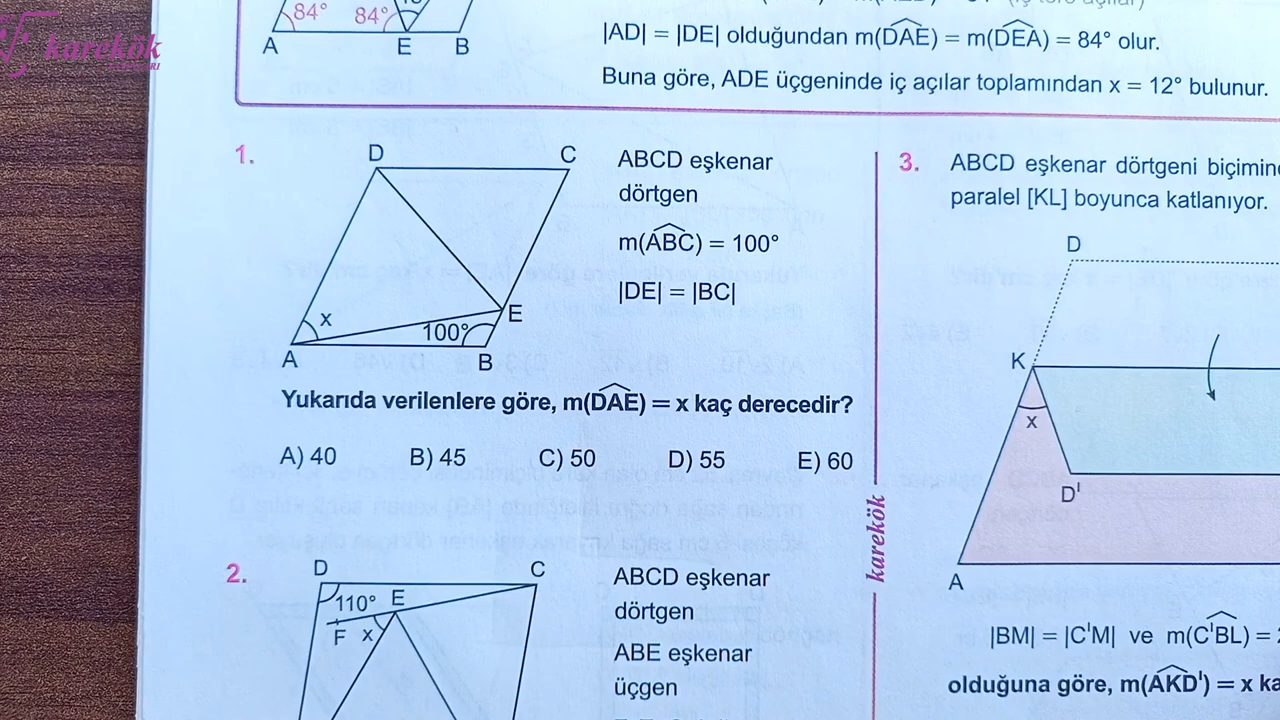 karekök
84° 84°
A E B
|AD| = |DE| olduğundan m(DAE) = m(DEA) = 84° olur.
Buna göre, ADE üçgeninde iç açılar toplamından x = 12° bulunur.
1.
D C
x
100°
E
A B
ABCD eşkenar
dörtgen
m(ABC) = 100°
|DE| = |BC|
Yukarıda verilenlere göre, m(DAE) = x kaç derecedir?
A) 40 B) 45 C) 50 D) 55 E) 60
2.
D C
110° E
F x
ABCD eşkenar
dörtgen
ABE eşkenar
üçgen
karekök
3. ABCD eşkenar dörtgeni
paralel [KL] boyunca katlanıyor.
D
K
x
D'
A
|BM| = |C'M| ve m(C'BL) =
olduğuna göre, m(AKD') = x